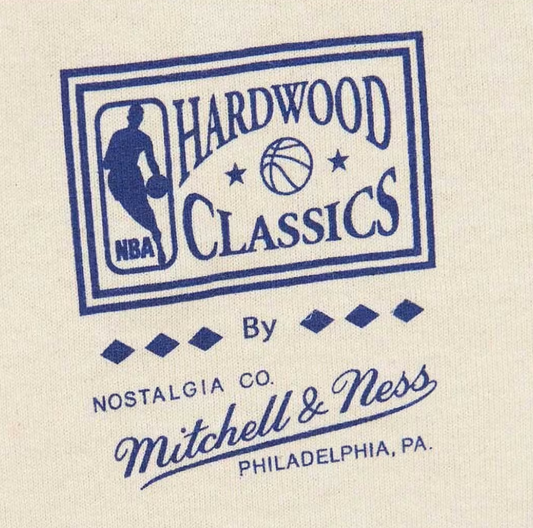 HARDWOOD
NBA
CLASSICS
By
NOSTALGIA CO.
Mitchell & Ness
PHILADELPHIA, PA.